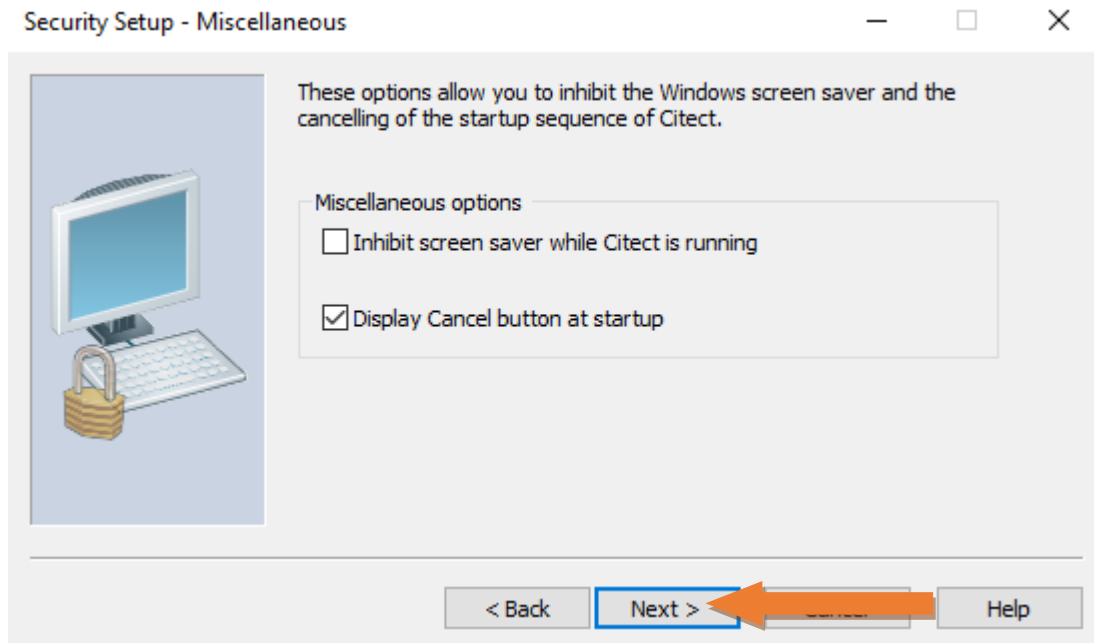 Security Setup - Miscellaneous
These options allow you to inhibit the Windows screen saver and the
cancelling of the startup sequence of Citect.
Miscellaneous options
Inhibit screen saver while Citect is running
Display Cancel button at startup
< Back Next > Help